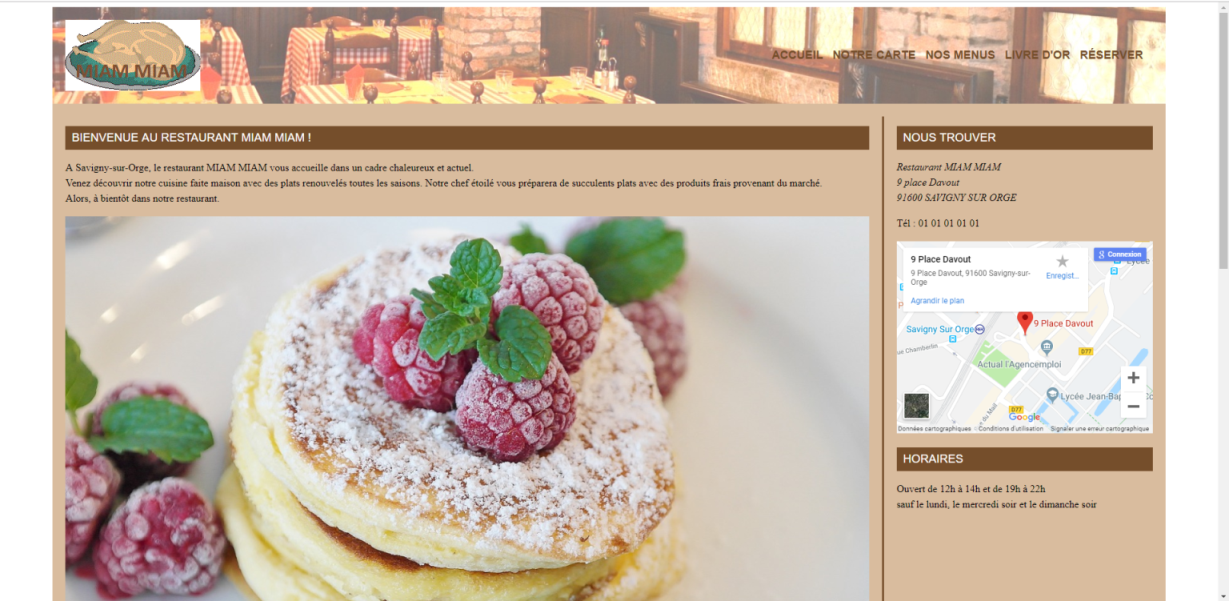 MIAM MIAM
ACCUEIL NOTRE CARTE NOS MENUS LIVRE D'OR RÉSERVER
BIENVENUE AU RESTAURANT MIAM MIAM !
A Savigny-sur-Orge, le restaurant MIAM MIAM vous accueille dans un cadre chaleureux et actuel.
Venez découvrir notre cuisine faite maison avec des plats renouvelés toutes les saisons. Notre chef étoilé vous préparera de succulents plats avec des produits frais provenant du marché.
Alors, à bientôt dans notre restaurant.
NOUS TROUVER
Restaurant MIAM MIAM
9 place Davout
91600 SAVIGNY SUR ORGE
Tél : 01 01 01 01 01
9 Place Davout
9 Place Davout, 91600 Savigny-sur-
Orge
Enregist...
Agrandir le plan
Connexion
Lycée
9 Place Davout
Savigny Sur Orge
ue Chamberlin
D77
Actual l'Agencemploi
Lycée Jean-Bap
D77
du Mail
Google
Données cartographiques Conditions d'utilisation Signaler une erreur cartographique
HORAIRES
Ouvert de 12h à 14h et de 19h à 22h
sauf le lundi, le mercredi soir et le dimanche soir